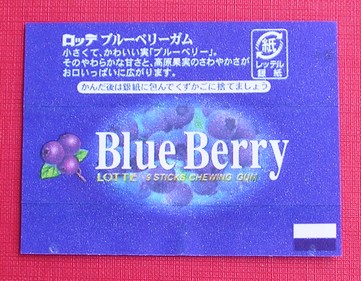 ロッテ ブルーベリーガム
小さくて、かわいい実「ブルーベリー」。
そのやわらかな甘さと、高原果実のさわやかさが
お口いっぱいに広がります。
紙
レッテル
銀紙
かんだ後は銀紙に包んでくずかごに捨てましょう
Blue Berry
LOTTE 9 STICKS CHEWING GUM